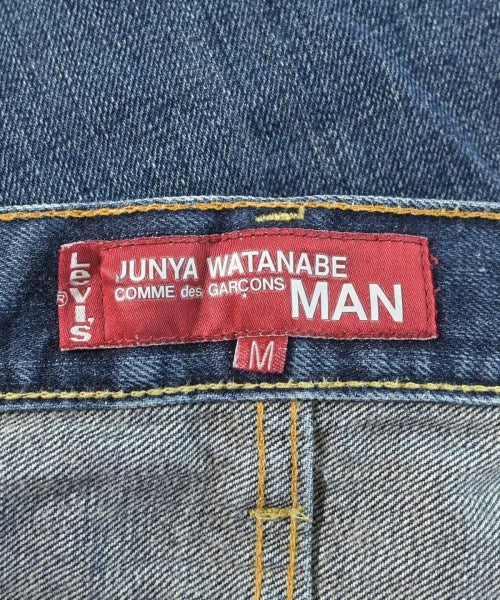 LEVI'S
®
JUNYA WATANABE
COMME des GARÇONS MAN
M